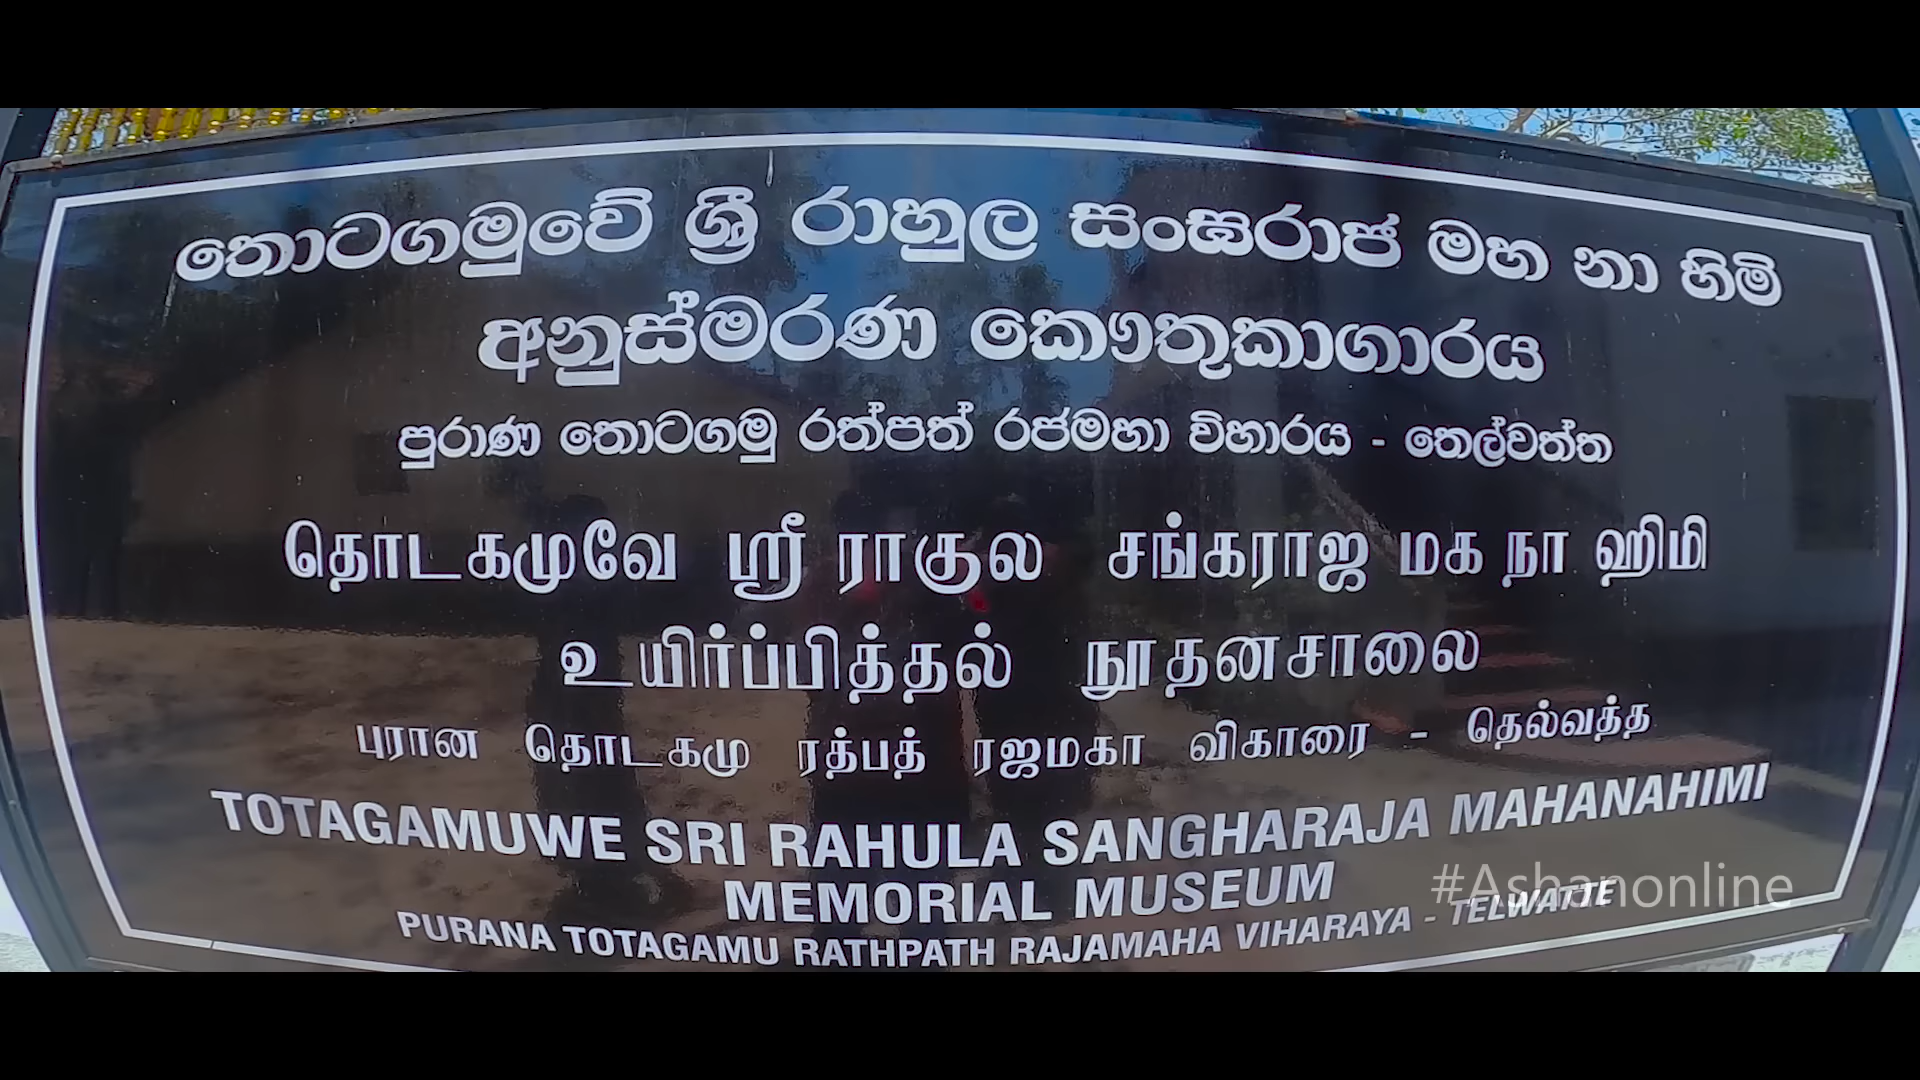 තොටගමුවේ ශ්‍රී රාහුල සංඝරාජ මහ නා හිමි
අනුස්මරණ කෞතුකාගාරය
පුරාණ තොටගමු රත්පත් රජමහා විහාරය - තෙල්වත්ත
தொடகமுவே ஸ்ரீ ராகுல சங்கராஜ மக நா ஹிமி
உயிர்ப்பித்தல் நூதனசாலை
புரான தொடகமு ரத்பத் ரஜமகா விகாரை - தெல்வத்த
TOTAGAMUWE SRI RAHULA SANGHARAJA MAHANAHIMI
MEMORIAL MUSEUM
#Ashanonline
PURANA TOTAGAMU RATHPATH RAJAMAHA VIHARAYA - TELWATTE